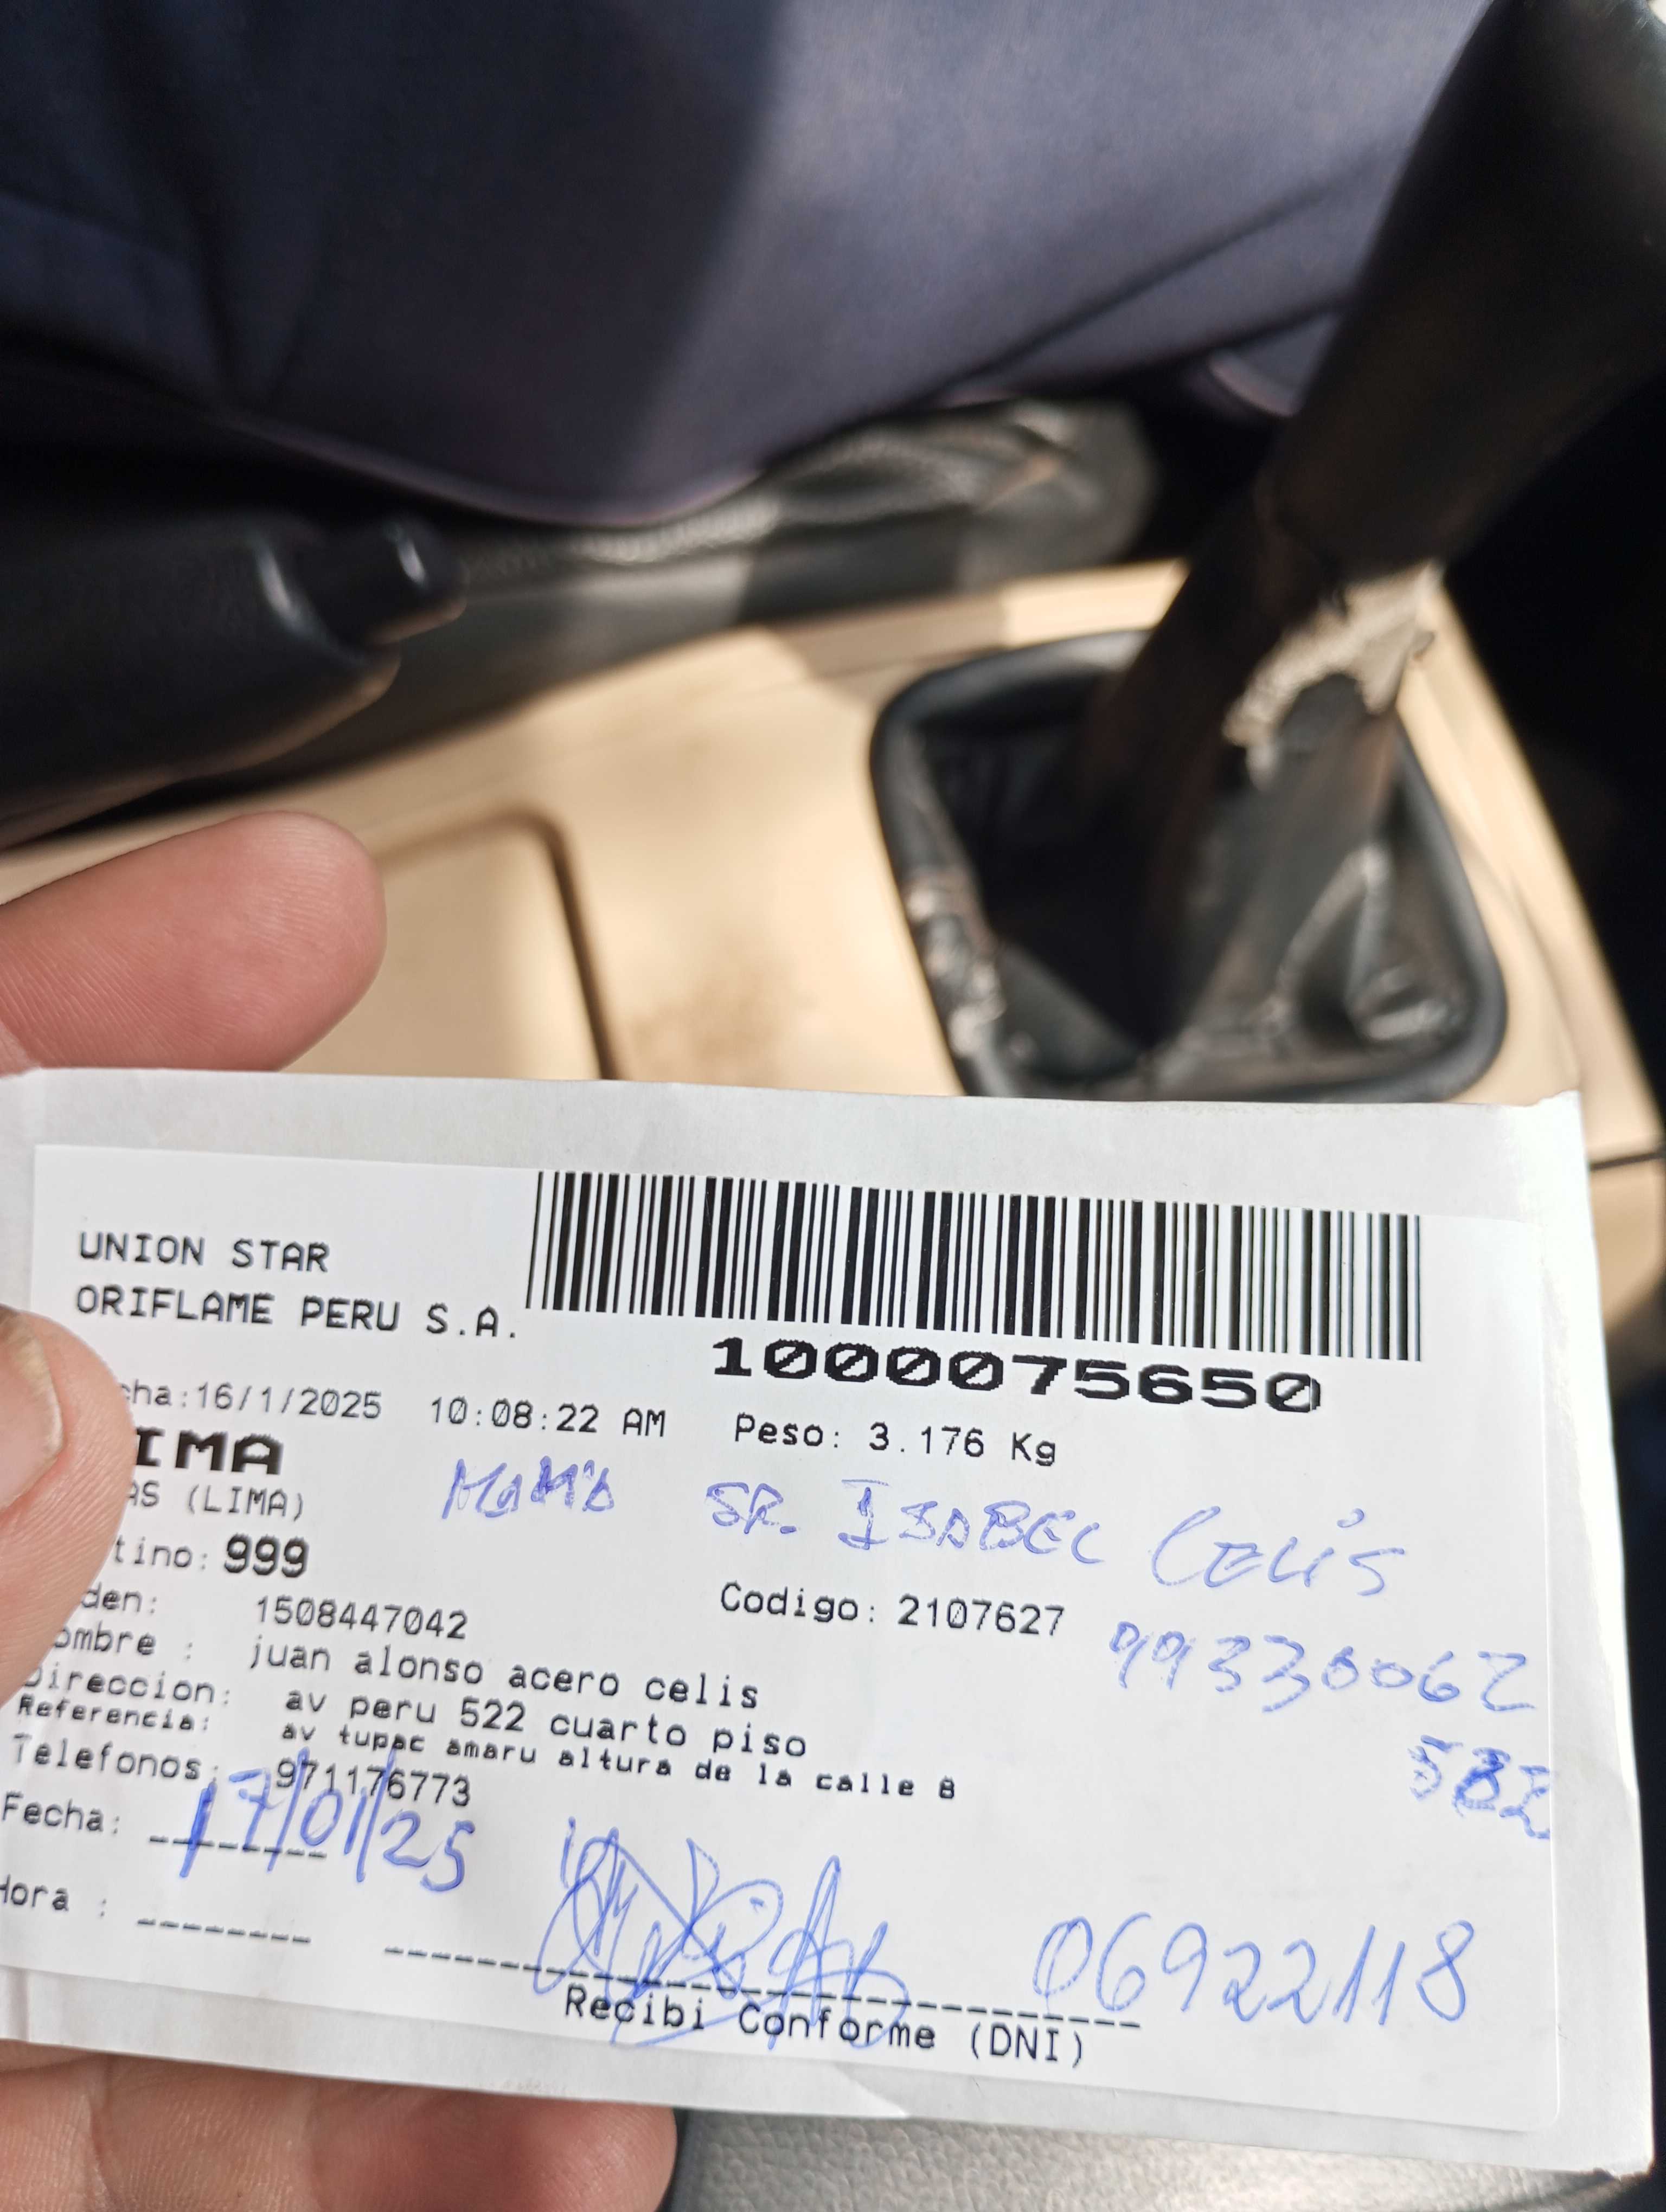 UNION STAR
ORIFLAME PERU S.A.
1000075650
cha:16/1/2025 10:08:22 AM Peso: 3.176 Kg
IMA
AS (LIMA)
MaMá SR. ISABEL CELIS
tino: 999
den: 1508447042 Codigo: 2107627
ombre : juan alonso acero celis
99330062
Direccion: av peru 522 cuarto piso
Referencia: av tupac amaru altura de la calle 8
Telefonos: 971176773
582
Fecha: 17/01/25
Hora :
06922118
Recibi Conforme (DNI)